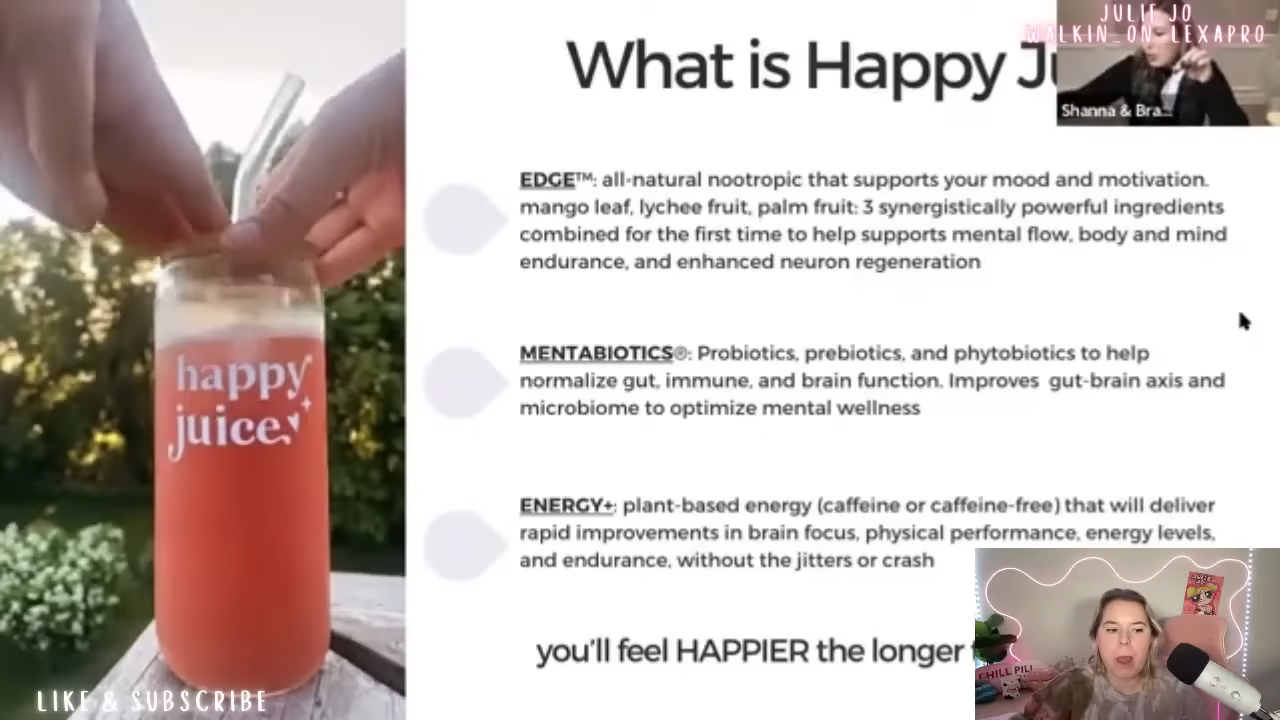 JULIE JO
WALKIN_ON_LEXAPRO
What is Happy Ju
Shanna & Bra...
EDGE™: all-natural nootropic that supports your mood and motivation.
mango leaf, lychee fruit, palm fruit: 3 synergistically powerful ingredients
combined for the first time to help supports mental flow, body and mind
endurance, and enhanced neuron regeneration
MENTABIOTICS®: Probiotics, prebiotics, and phytobiotics to help
normalize gut, immune, and brain function. Improves gut-brain axis and
microbiome to optimize mental wellness
happy
juice
ENERGY+: plant-based energy (caffeine or caffeine-free) that will deliver
rapid improvements in brain focus, physical performance, energy levels,
and endurance, without the jitters or crash
you'll feel HAPPIER the longer
CHILL PILL
LIKE & SUBSCRIBE